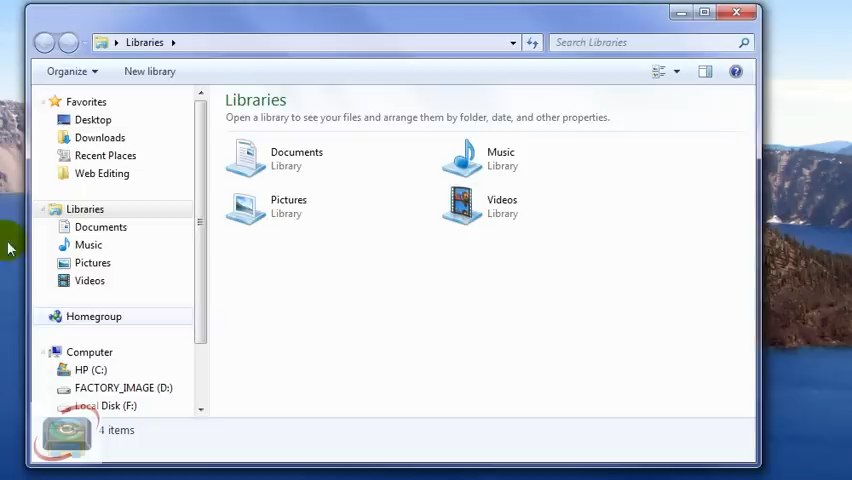 Libraries
Search Libraries
Organize
New library
Favorites
Desktop
Downloads
Recent Places
Web Editing
Libraries
Documents
Music
Pictures
Videos
Homegroup
Computer
HP (C:)
FACTORY_IMAGE (D:)
Local Disk (F:)
Libraries
Open a library to see your files and arrange them by folder, date, and other properties.
Documents
Library
Music
Library
Pictures
Library
Videos
Library
4 items